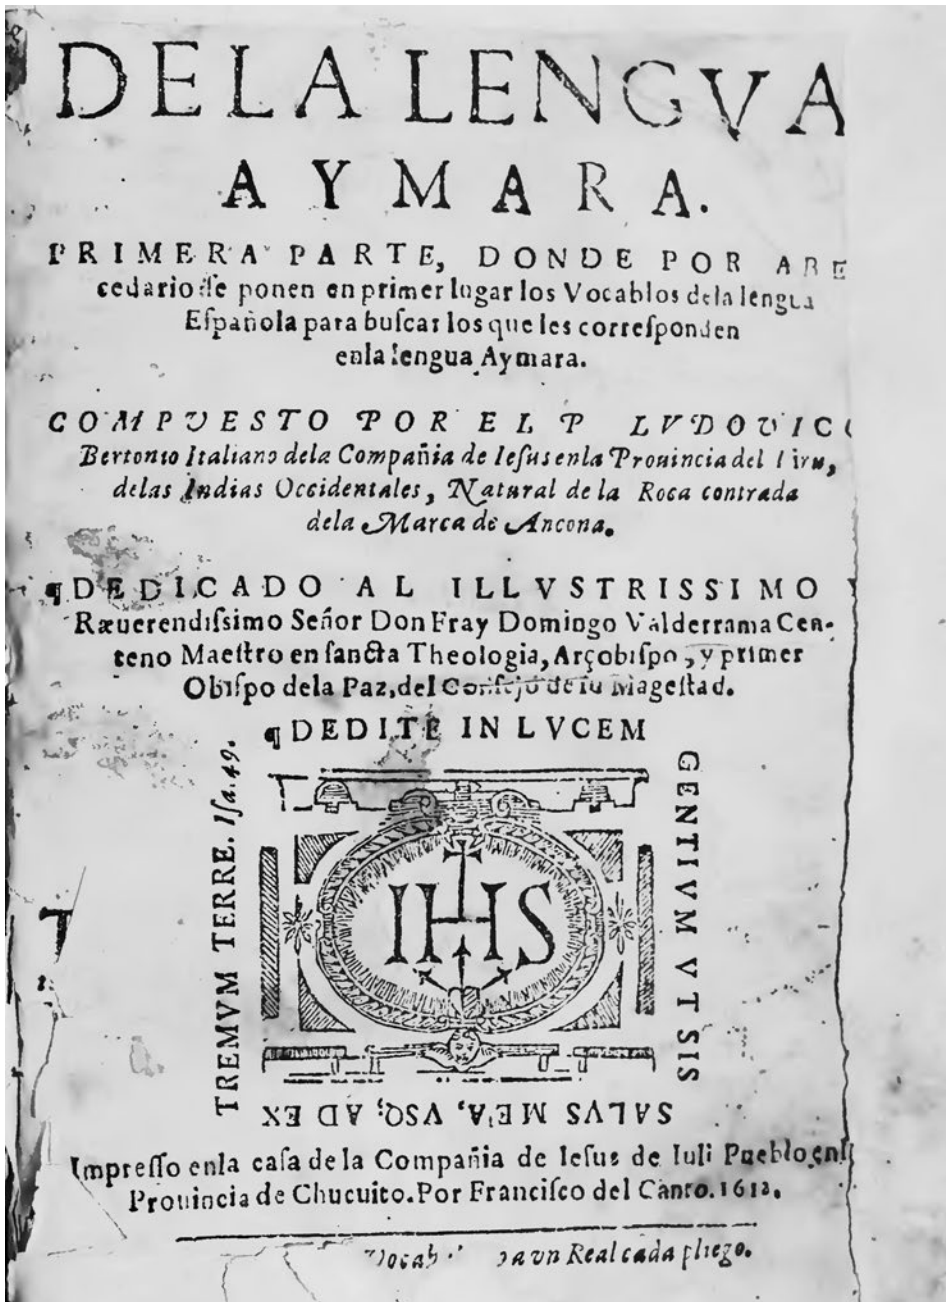 DE LA LENGVA
AYMARA.
PRIMERA PARTE, DONDE POR ABE
cedario ſe ponen en primer lugar los Vocablos dela lengua
Eſpañola para buſcar los que les correſponden
enla lengua Aymara.
COMPVESTO POR EL P LVDOVICO
Bertonio Italiano dela Compañia de Ieſus enla Prouincia del Piru,
delas Indias Occidentales, Natural de la Roca contrada
dela Marca de Ancona.
¶DEDICADO AL ILLVSTRISSIMO Y
Ræuerendiſsimo Señor Don Fray Domingo Valderrama Cen-
teno Maeſtro en ſancta Theologia, Arçobiſpo, y primer
Obiſpo dela Paz, del Conſejo de ſu Mageſtad.
¶DEDI TE IN LVCEM
GENTIVM VT SIS
SALVS MEA, VSQ; AD EX
TREMVM TERRE. Iſa. 49.
IHS
Impreſſo enla caſa de la Compañia de Ieſus de Iuli Pueblo en
Prouincia de Chucuito. Por Franciſco del Canto. 1612.
a vn Real cada pliego.